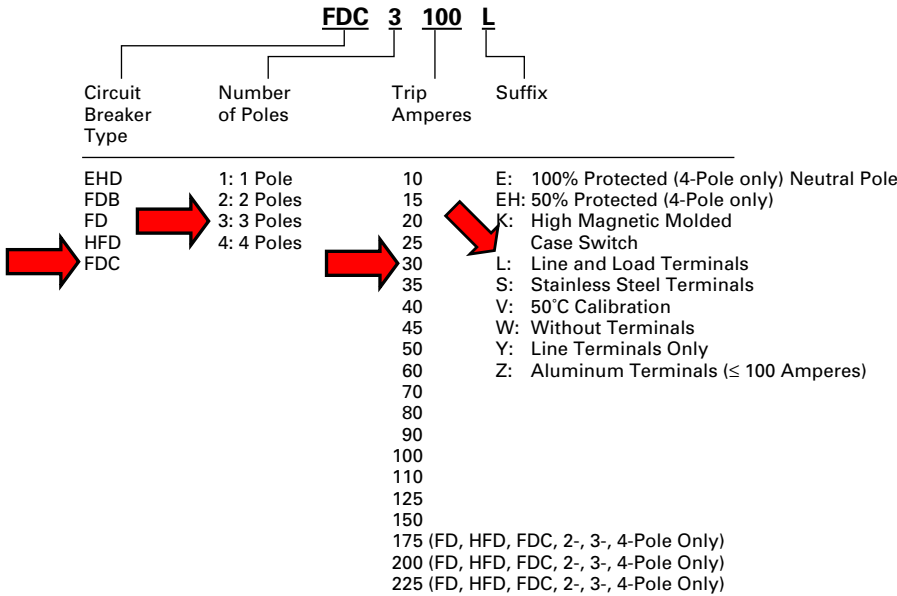 FDC 3 100 L
Circuit Breaker Type
Number of Poles
Trip Amperes
Suffix
EHD 1: 1 Pole 10 E: 100% Protected (4-Pole only) Neutral Pole
FDB 2: 2 Poles 15 EH: 50% Protected (4-Pole only)
FD 3: 3 Poles 20 K: High Magnetic Molded
HFD 4: 4 Poles 25 Case Switch
FDC 30 L: Line and Load Terminals
35 S: Stainless Steel Terminals
40 V: 50°C Calibration
45 W: Without Terminals
50 Y: Line Terminals Only
60 Z: Aluminum Terminals (≤ 100 Amperes)
70
80
90
100
110
125
150
175 (FD, HFD, FDC, 2-, 3-, 4-Pole Only)
200 (FD, HFD, FDC, 2-, 3-, 4-Pole Only)
225 (FD, HFD, FDC, 2-, 3-, 4-Pole Only)